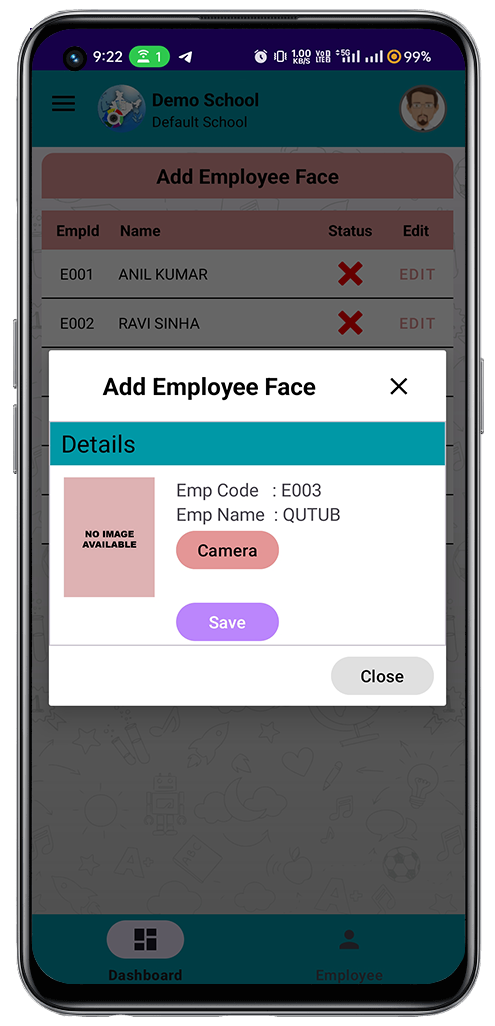 9:22 1 1.00 KB/S VoD LTEB 5G 99%
Demo School
Default School
Add Employee Face
EmpId Name Status Edit
E001 ANIL KUMAR EDIT
E002 RAVI SINHA EDIT
Add Employee Face
Details
NO IMAGE
AVAILABLE
Emp Code : E003
Emp Name : QUTUB
Camera
Save
Close
Dashboard Employee